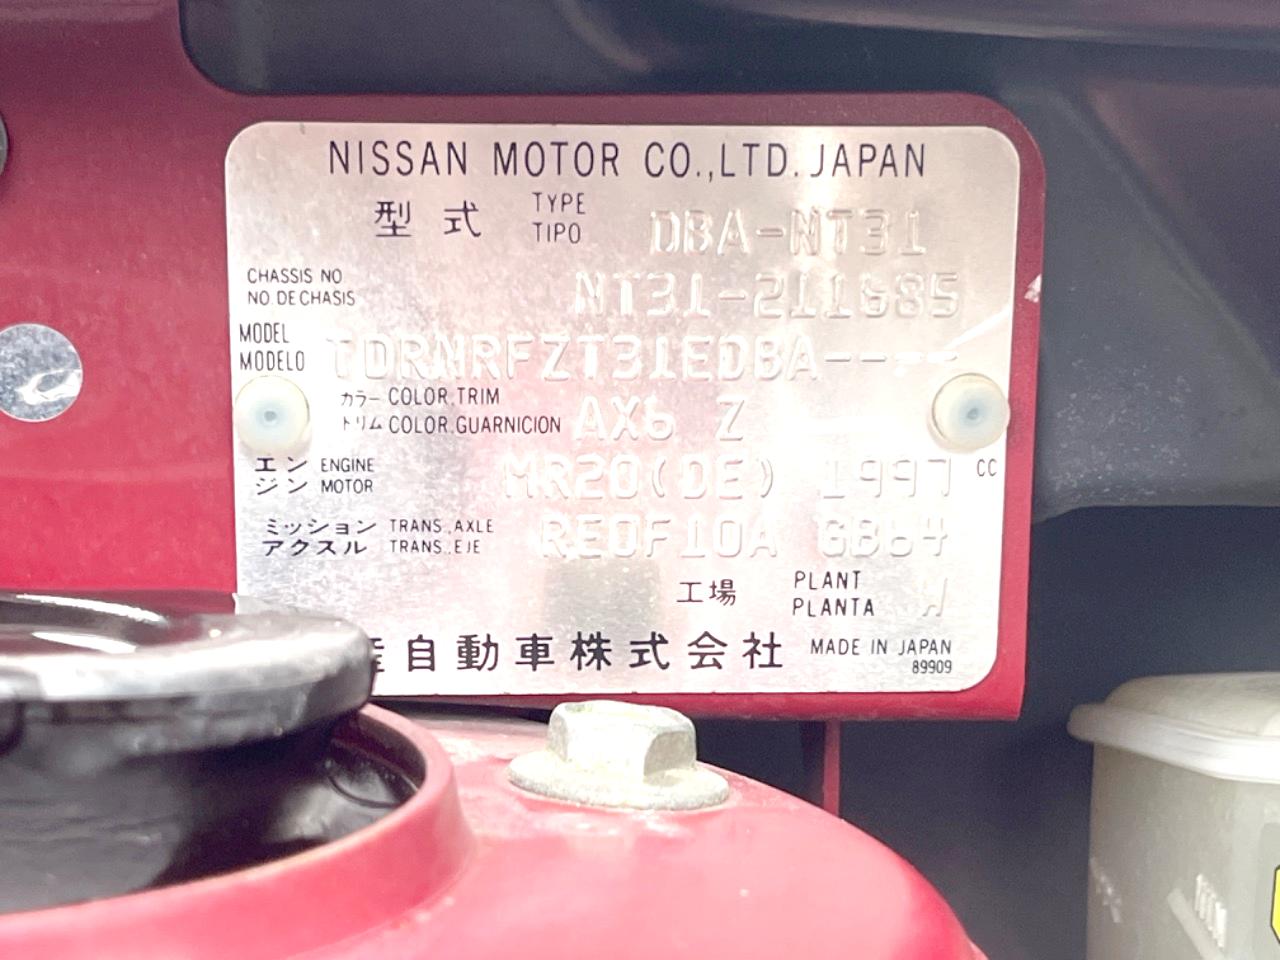 NISSAN MOTOR CO.,LTD. JAPAN
型式 TYPE TIPO DBA-NT31
CHASSIS NO
NO. DE CHASIS NT31-211685
MODEL
MODELO TDRNRFZT31EDBA----
カラー COLOR,TRIM
トリム COLOR,GUARNICION AX6 Z
エンジン ENGINE MOTOR MR20(DE) 1997 CC
ミッション TRANS.,AXLE
アクスル TRANS.,EJE RE0F10A GB64
工場 PLANT PLANTA W
産自動車株式会社 MADE IN JAPAN
89909